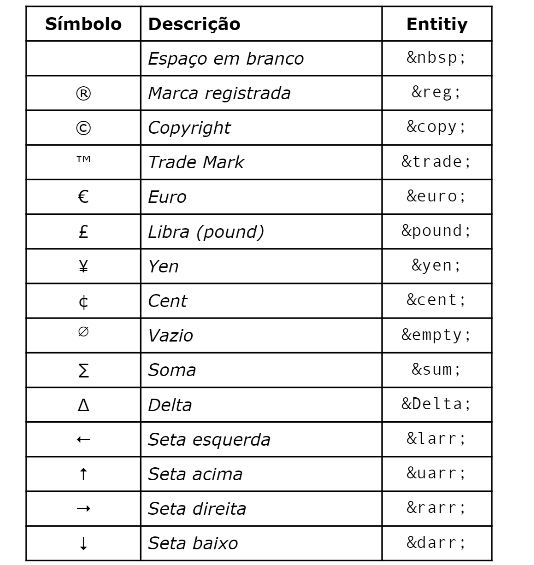 Símbolo Descrição Entitiy
Espaço em branco &nbsp;
® Marca registrada &reg;
© Copyright &copy;
™ Trade Mark &trade;
€ Euro &euro;
£ Libra (pound) &pound;
¥ Yen &yen;
¢ Cent &cent;
∅ Vazio &empty;
∑ Soma &sum;
Δ Delta &Delta;
← Seta esquerda &larr;
↑ Seta acima &uarr;
→ Seta direita &rarr;
↓ Seta baixo &darr;